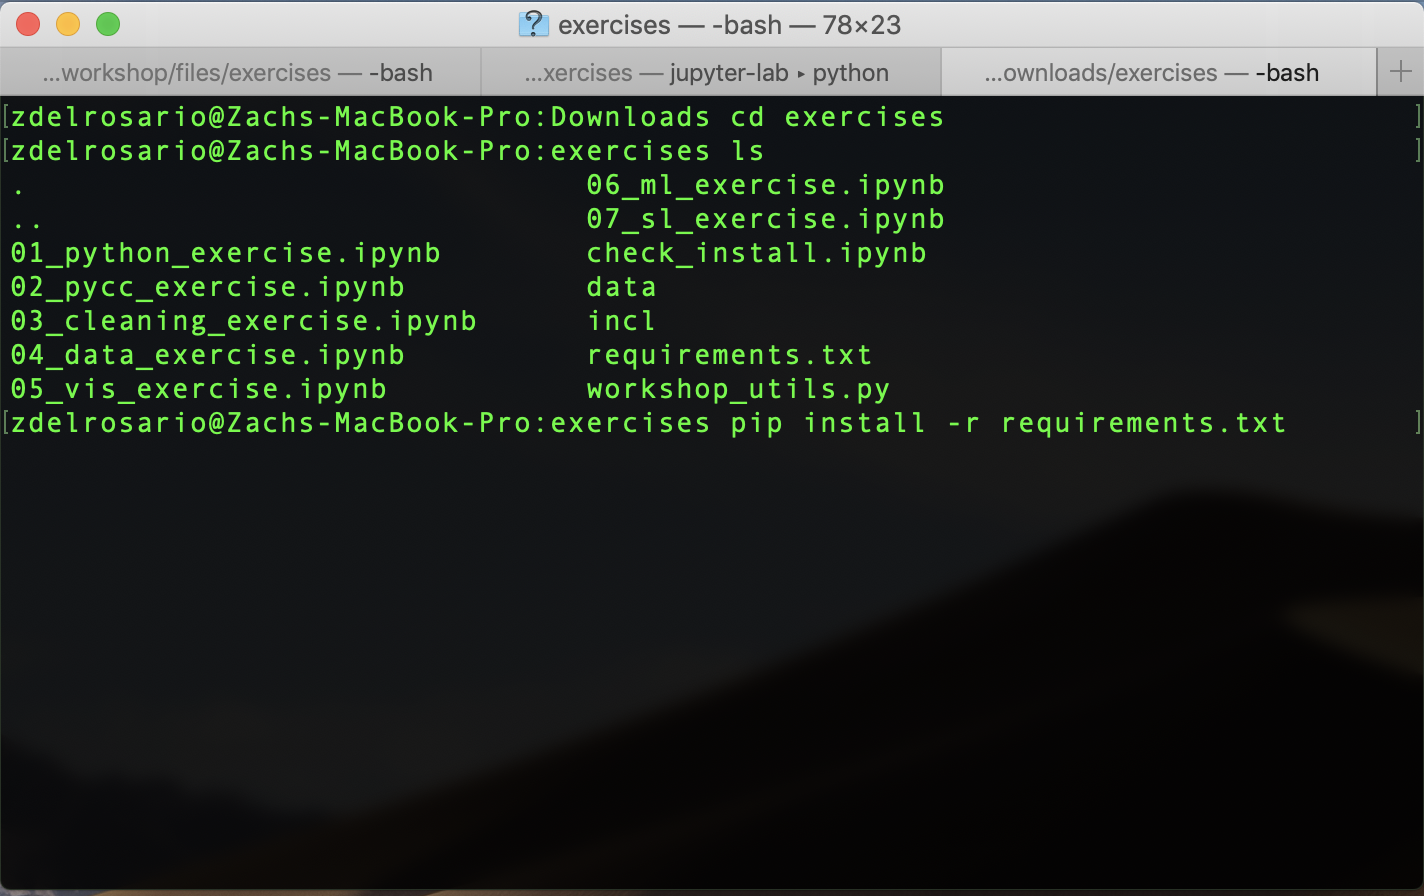 exercises — -bash — 78×23
...workshop/files/exercises — -bash
...xercises — jupyter-lab ▸ python
...ownloads/exercises — -bash
[zdelrosario@Zachs-MacBook-Pro:Downloads cd exercises ]
[zdelrosario@Zachs-MacBook-Pro:exercises ls ]
. 06_ml_exercise.ipynb
.. 07_sl_exercise.ipynb
01_python_exercise.ipynb check_install.ipynb
02_pycc_exercise.ipynb data
03_cleaning_exercise.ipynb incl
04_data_exercise.ipynb requirements.txt
05_vis_exercise.ipynb workshop_utils.py
[zdelrosario@Zachs-MacBook-Pro:exercises pip install -r requirements.txt ]